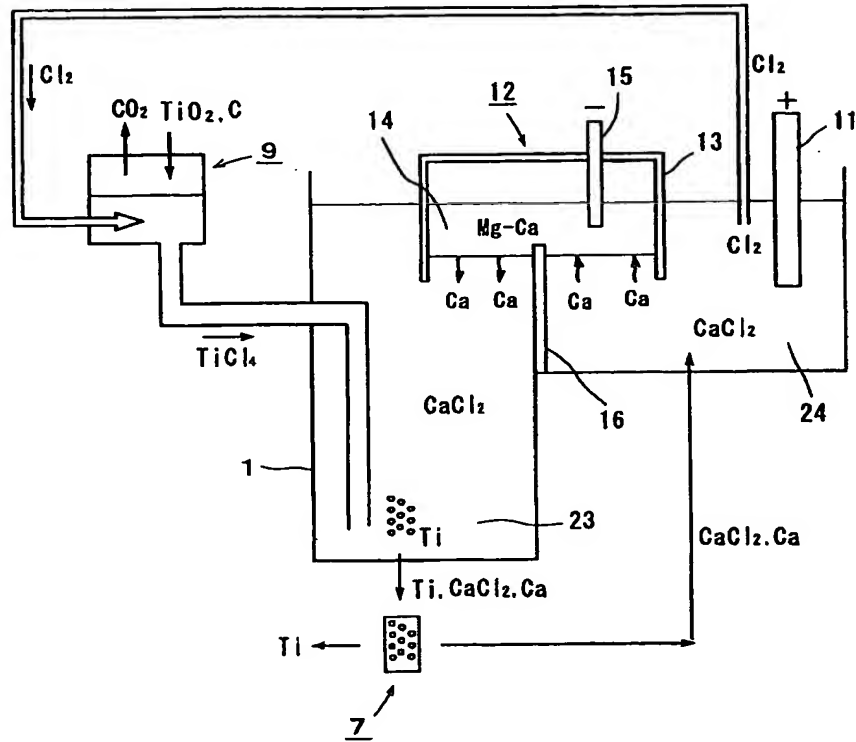 Cl₂
CO₂ TiO₂.C
9
12
14
15
13
Cl₂
+
11
−
Mg-Ca
Cl₂
Ca Ca Ca Ca
TiCl₄
CaCl₂
16
24
CaCl₂
1
Ti
23
CaCl₂.Ca
Ti.CaCl₂.Ca
Ti
7